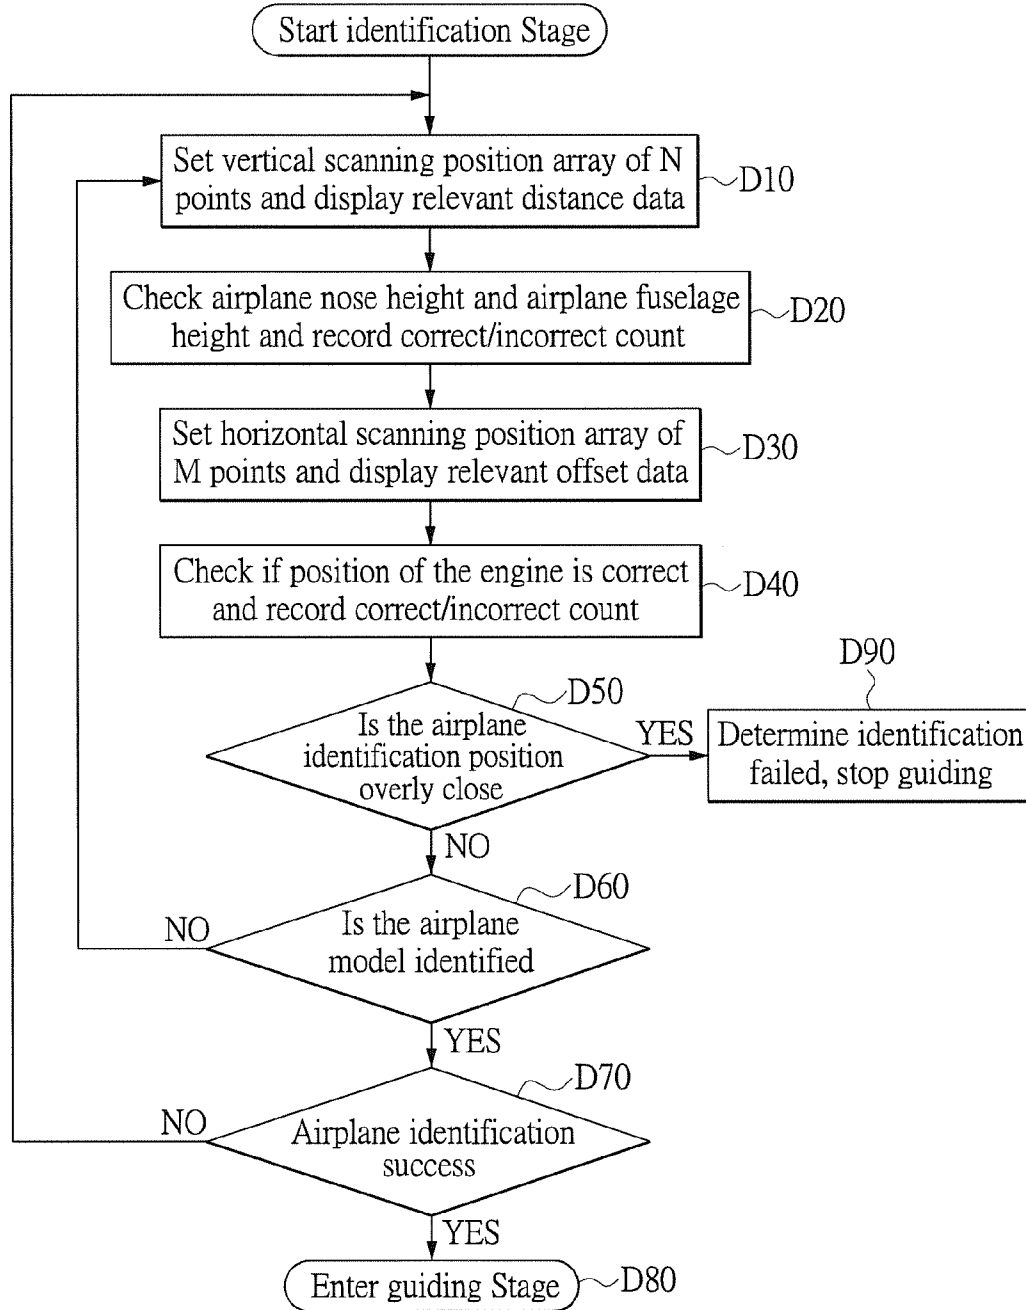 Start identification Stage
Set vertical scanning position array of N
points and display relevant distance data
D10
Check airplane nose height and airplane fuselage
height and record correct/incorrect count
D20
Set horizontal scanning position array of
M points and display relevant offset data
D30
Check if position of the engine is correct
and record correct/incorrect count
D40
D90
D50
Is the airplane
identification position
overly close
YES
Determine identification
failed, stop guiding
NO
D60
Is the airplane
model identified
NO
YES
D70
Airplane identification
success
NO
YES
Enter guiding Stage
D80